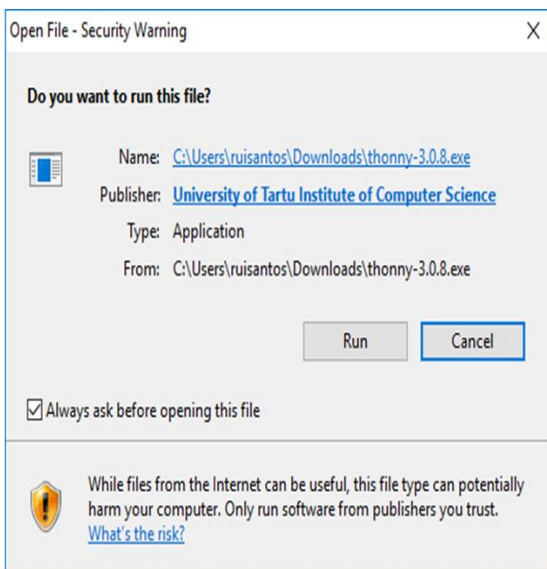 Open File - Security Warning
Do you want to run this file?
Name: C:\Users\ruisantos\Downloads\thonny-3.0.8.exe
Publisher: University of Tartu Institute of Computer Science
Type: Application
From: C:\Users\ruisantos\Downloads\thonny-3.0.8.exe
Run Cancel
Always ask before opening this file
While files from the Internet can be useful, this file type can potentially
harm your computer. Only run software from publishers you trust.
What's the risk?